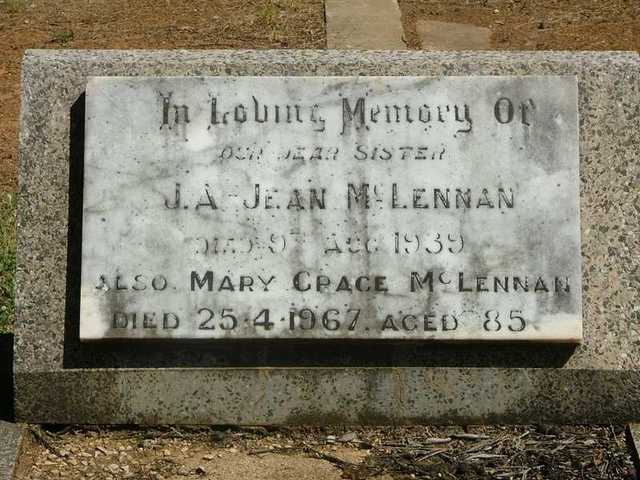 In Loving Memory Of
OUR DEAR SISTER
J. A. JEAN McLENNAN
DIED 9TH AUG 1939
ALSO MARY GRACE McLENNAN
DIED 25·4·1967. AGED 85